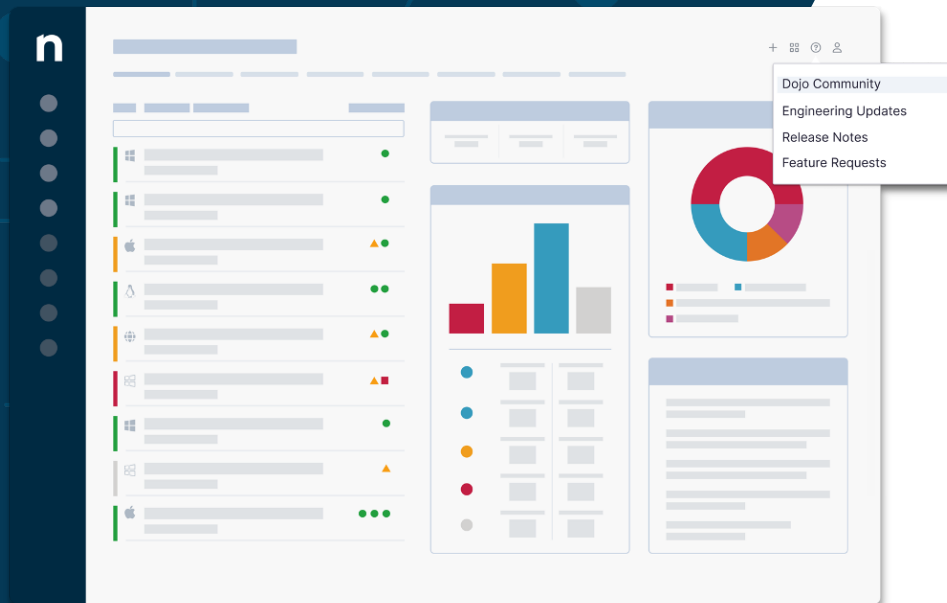 n
Dojo Community
Engineering Updates
Release Notes
Feature Requests